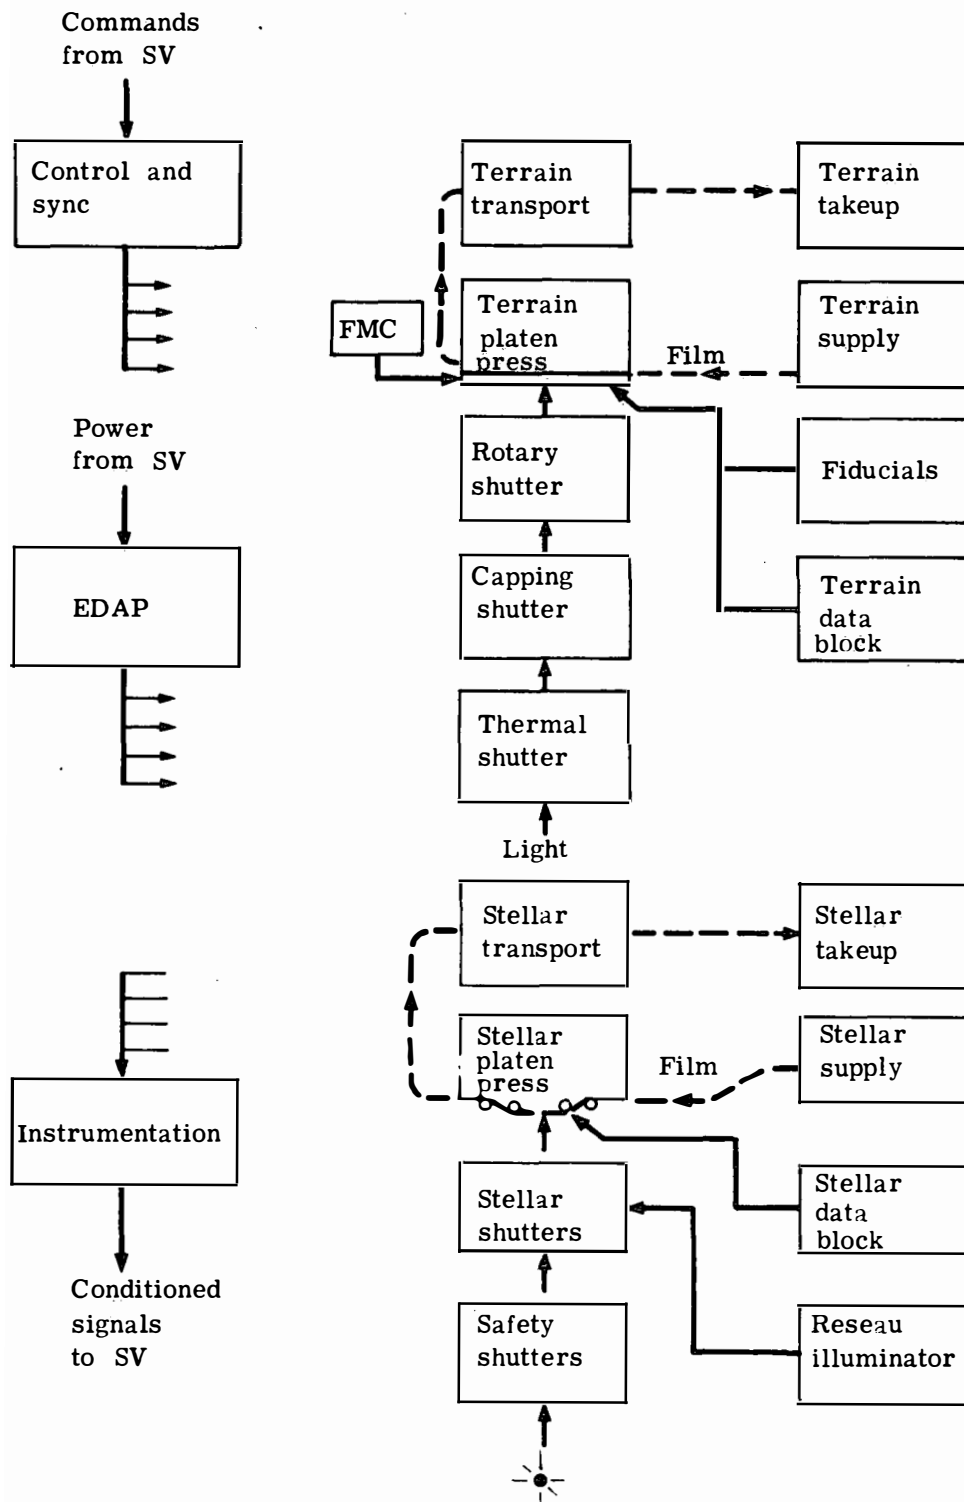 Commands
from SV
Control and
sync
Power
from SV
EDAP
Instrumentation
Conditioned
signals
to SV
Terrain
transport
Terrain
takeup
FMC
Terrain
platen
press
Film
Terrain
supply
Rotary
shutter
Fiducials
Capping
shutter
Terrain
data
block
Thermal
shutter
Light
Stellar
transport
Stellar
takeup
Stellar
platen
press
Film
Stellar
supply
Stellar
shutters
Stellar
data
block
Safety
shutters
Reseau
illuminator